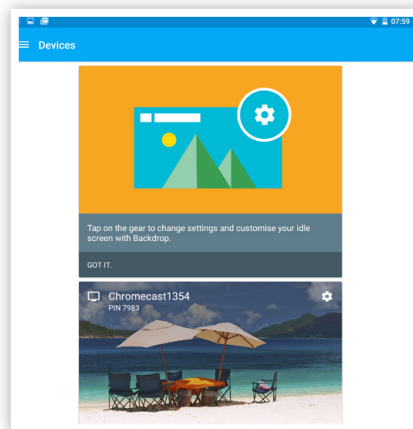 07:59
Devices
Tap on the gear to change settings and customise your idle
screen with Backdrop.
GOT IT.
Chromecast1354
PIN 7983